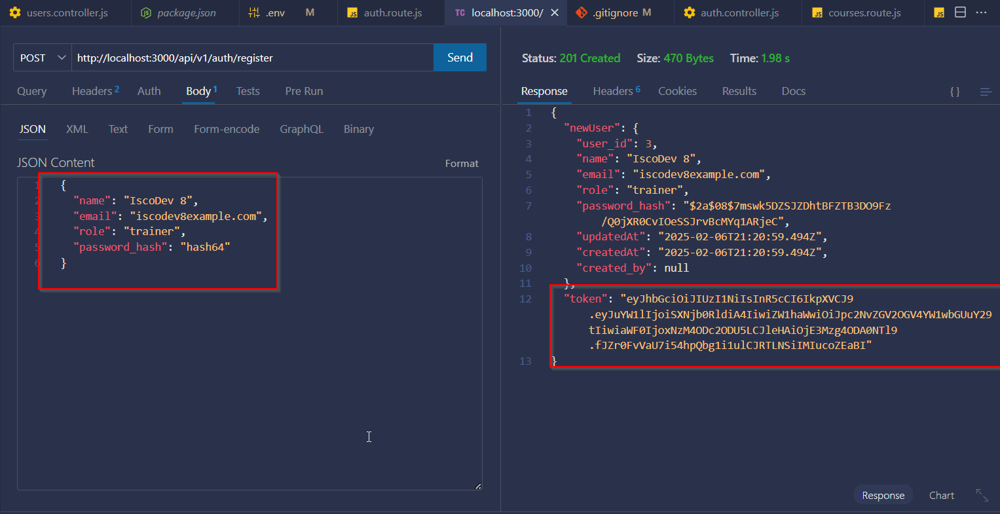 users.controller.js package.json .env M auth.route.js TC localhost:3000/ .gitignore M auth.controller.js courses.route.js
POST http://localhost:3000/api/v1/auth/register Send
Query Headers 2 Auth Body 1 Tests Pre Run
JSON XML Text Form Form-encode GraphQL Binary
JSON Content Format
1 {
2 "name": "IscoDev 8",
3 "email": "iscodev8example.com",
4 "role": "trainer",
5 "password_hash": "hash64"
6 }
Status: 201 Created Size: 470 Bytes Time: 1.98 s
Response Headers 6 Cookies Results Docs {}
1 {
2 "newUser": {
3 "user_id": 3,
4 "name": "IscoDev 8",
5 "email": "iscodev8example.com",
6 "role": "trainer",
7 "password_hash": "$2a$08$7mswk5DZSJZDhtBFZTB3DO9Fz
/Q0jXR0CvIOeSSJrvBcMYq1ARjeC",
8 "updatedAt": "2025-02-06T21:20:59.494Z",
9 "createdAt": "2025-02-06T21:20:59.494Z",
10 "created_by": null
11 },
12 "token": "eyJhbGciOiJIUzI1NiIsInR5cCI6IkpXVCJ9
.eyJuYW1lIjoiSXNjb0RldiA4IiwiZW1haWwiOiJpc2NvZGV2OGV4YW1wbGUuY29
tIiwiaWF0IjoxNzM4ODc2ODU5LCJleHAiOjE3Mzg4ODA0NTl9
.fJZr0FvVaU7i54hpQbg1i1ulCJRTLNSiIMIucoZEaBI"
13 }
Response Chart